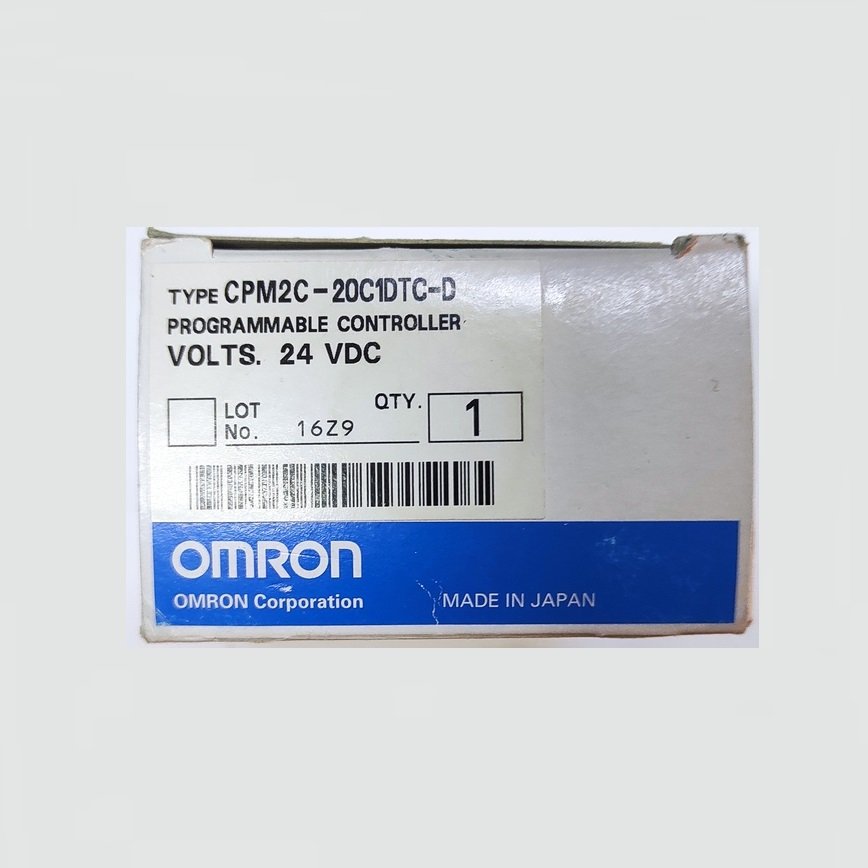 TYPE CPM2C-20C1DTC-D
PROGRAMMABLE CONTROLLER
VOLTS. 24 VDC
LOT No. 16Z9
QTY. 1
OMRON
OMRON Corporation
MADE IN JAPAN